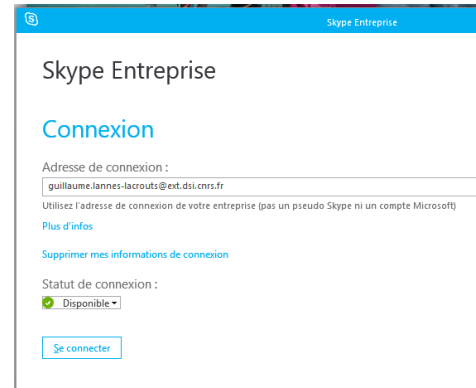 Skype Entreprise
Skype Entreprise
Connexion
Adresse de connexion :
guillaume.lannes-lacrouts@ext.dsi.cnrs.fr
Utilisez l'adresse de connexion de votre entreprise (pas un pseudo Skype ni un compte Microsoft)
Plus d'infos
Supprimer mes informations de connexion
Statut de connexion :
Disponible
Se connecter